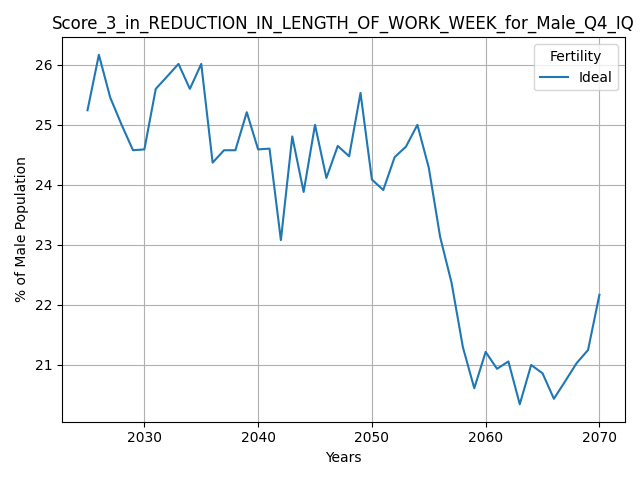 Score_3_in_REDUCTION_IN_LENGTH_OF_WORK_WEEK_for_Male_Q4_IQ
Fertility
Ideal
% of Male Population
26
25
24
23
22
21
2030 2040 2050 2060 2070
Years